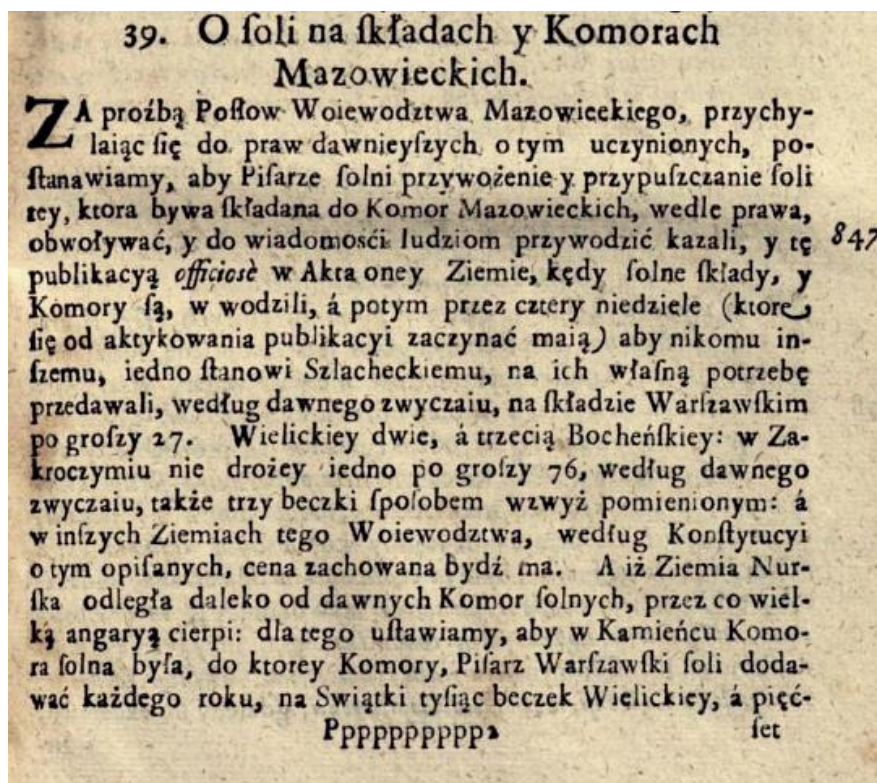 39. O ſoli na ſkładach y Komorach
Mazowieckich.
ZA proźbą Poſłow Woiewodztwa Mazowieckiego, przychy-
laiąc ſię do praw dawnieyſzych o tym uczynionych, po-
ſtanawiamy, aby Piſarze ſolni przywożenie y przypuſzczanie ſoli
tey, ktora bywa ſkładana do Komor Mazowieckich, wedle prawa,
obwoływać, y do wiadomośći ludziom przywodzić kazali, y tę 847
publikacyą officiosè w Akta oney Ziemie, kędy ſolne ſkłady, y
Komory ſą, w wodzili, á potym przez cztery niedziele (ktore
ſię od aktykowania publikacyi zaczynać maią) aby nikomu in-
ſzemu, iedno ſtanowi Szlacheckiemu, na ich właſną potrzebę
przedawali, według dawnego zwyczaiu, na ſkładzie Warſzawſkim
po groſzy 27. Wielickiey dwie, á trzecią Bocheńſkiey: w Za-
kroczymiu nie drożey iedno po groſzy 76, według dawnego
zwyczaiu, także trzy beczki ſpoſobem wzwyż pomienionym: á
w inſzych Ziemiach tego Woiewodztwa, według Konſtytucyi
o tym opiſanych, cena zachowana bydź ma. A iż Ziemia Nur-
ſka odległa daleko od dawnych Komor ſolnych, przez co wiel-
ką angaryą cierpi: dla tego uſtawiamy, aby w Kamieńcu Komo-
ra ſolna była, do ktorey Komory, Piſarz Warſzawſki ſoli doda-
wać każdego roku, na Swiątki tyſiąc beczek Wielickiey, á pięć-
Pppppppppp2 ſet